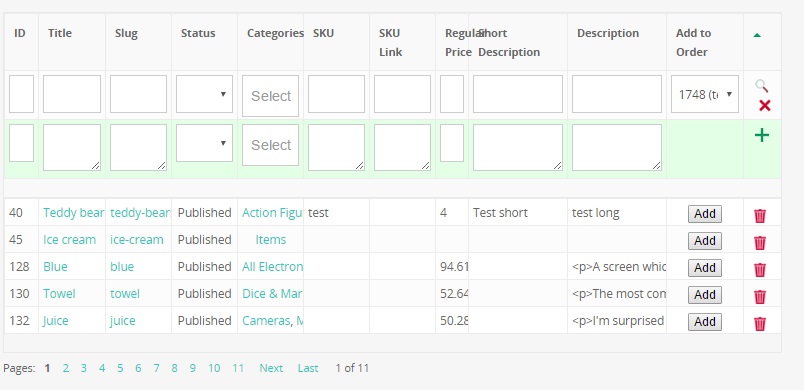 ID Title Slug Status Categories SKU SKU Link Regular Price Short Description Description Add to Order
Select 1748 (t
Select
40 Teddy bear teddy-bear Published Action Figu test 4 Test short test long Add
45 Ice cream ice-cream Published Items Add
128 Blue blue Published All Electron 94.61 <p>A screen whic Add
130 Towel towel Published Dice & Mar 52.64 <p>The most com Add
132 Juice juice Published Cameras, M 50.28 <p>I'm surprised Add
Pages: 1 2 3 4 5 6 7 8 9 10 11 Next Last 1 of 11